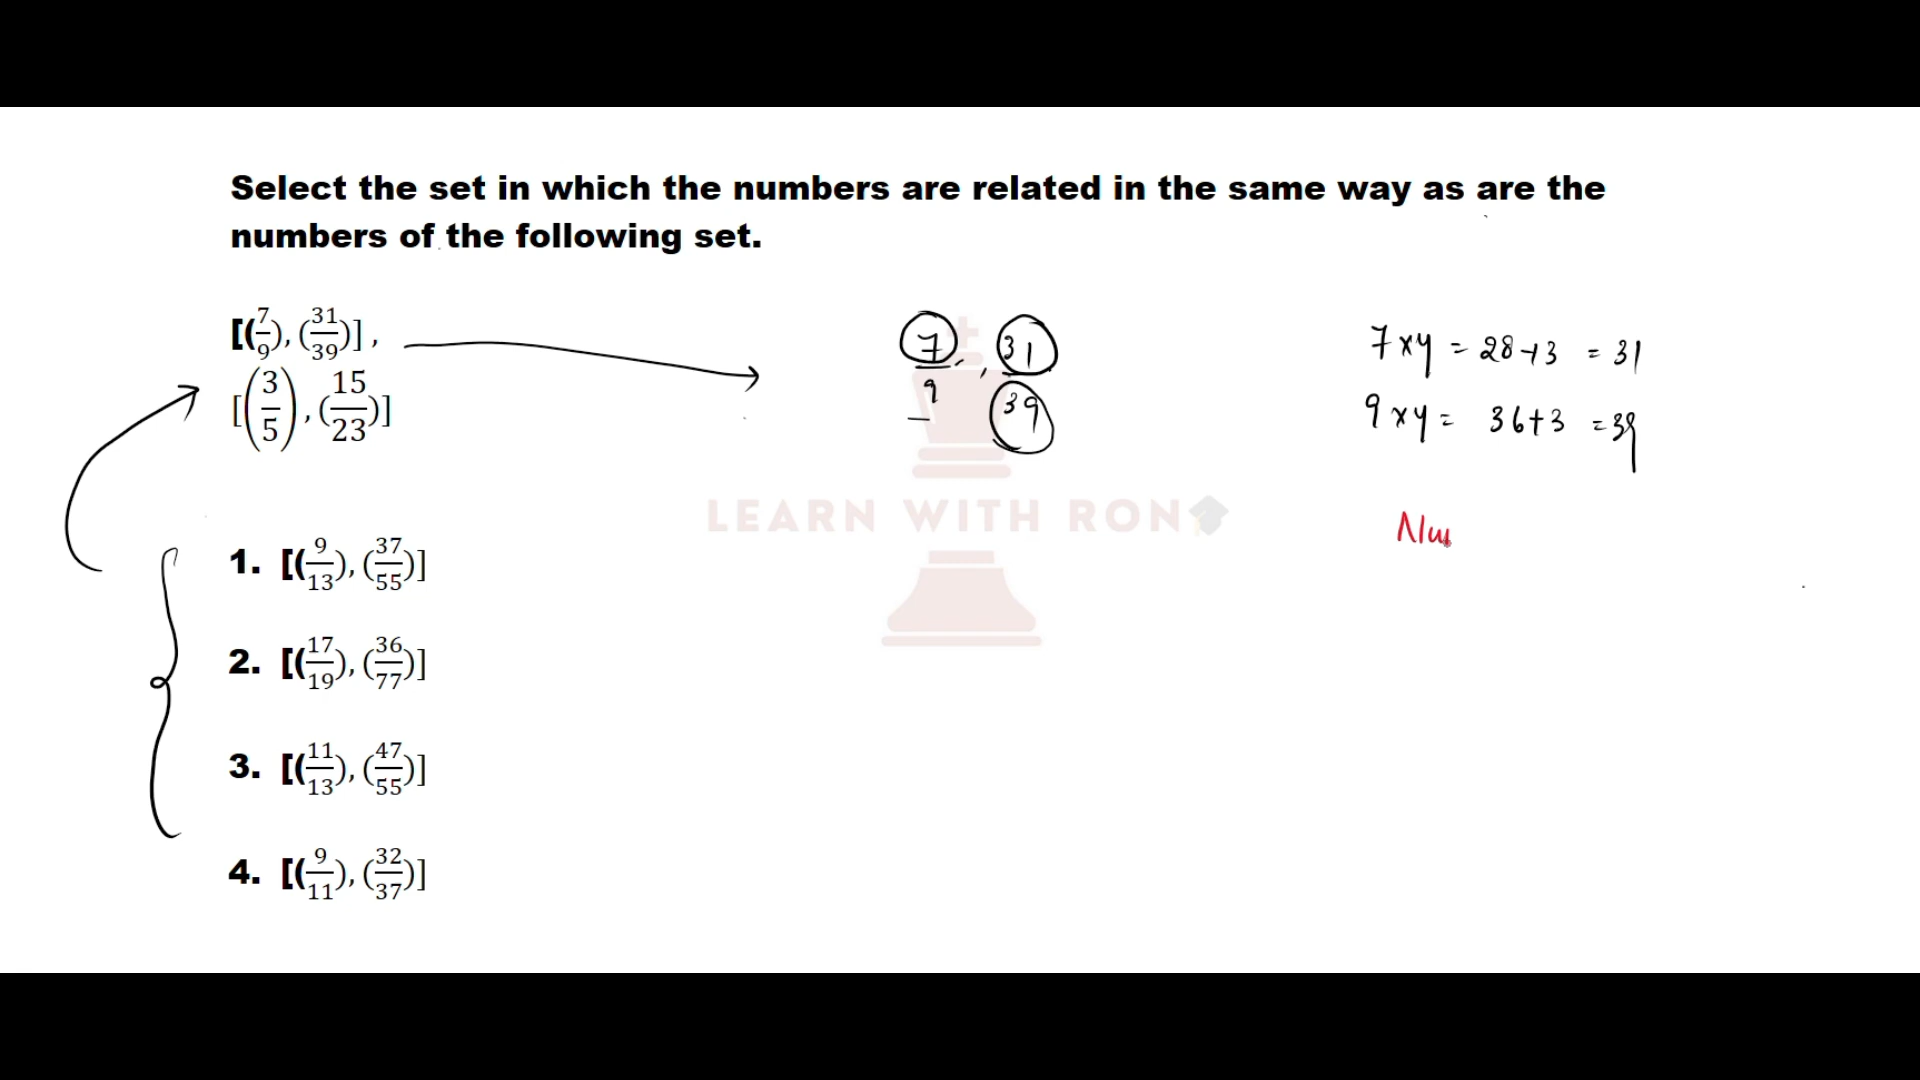 Select the set in which the numbers are related in the same way as are the
numbers of the following set.
[(7/9), (31/39)] ,
[(3/5), (15/23)]
7/9 , 31/39
7 x 4 = 28 + 3 = 31
9 x 4 = 36 + 3 = 39
LEARN WITH RON
1. [(9/13), (37/55)]
2. [(17/19), (36/77)]
3. [(11/13), (47/55)]
4. [(9/11), (32/37)]